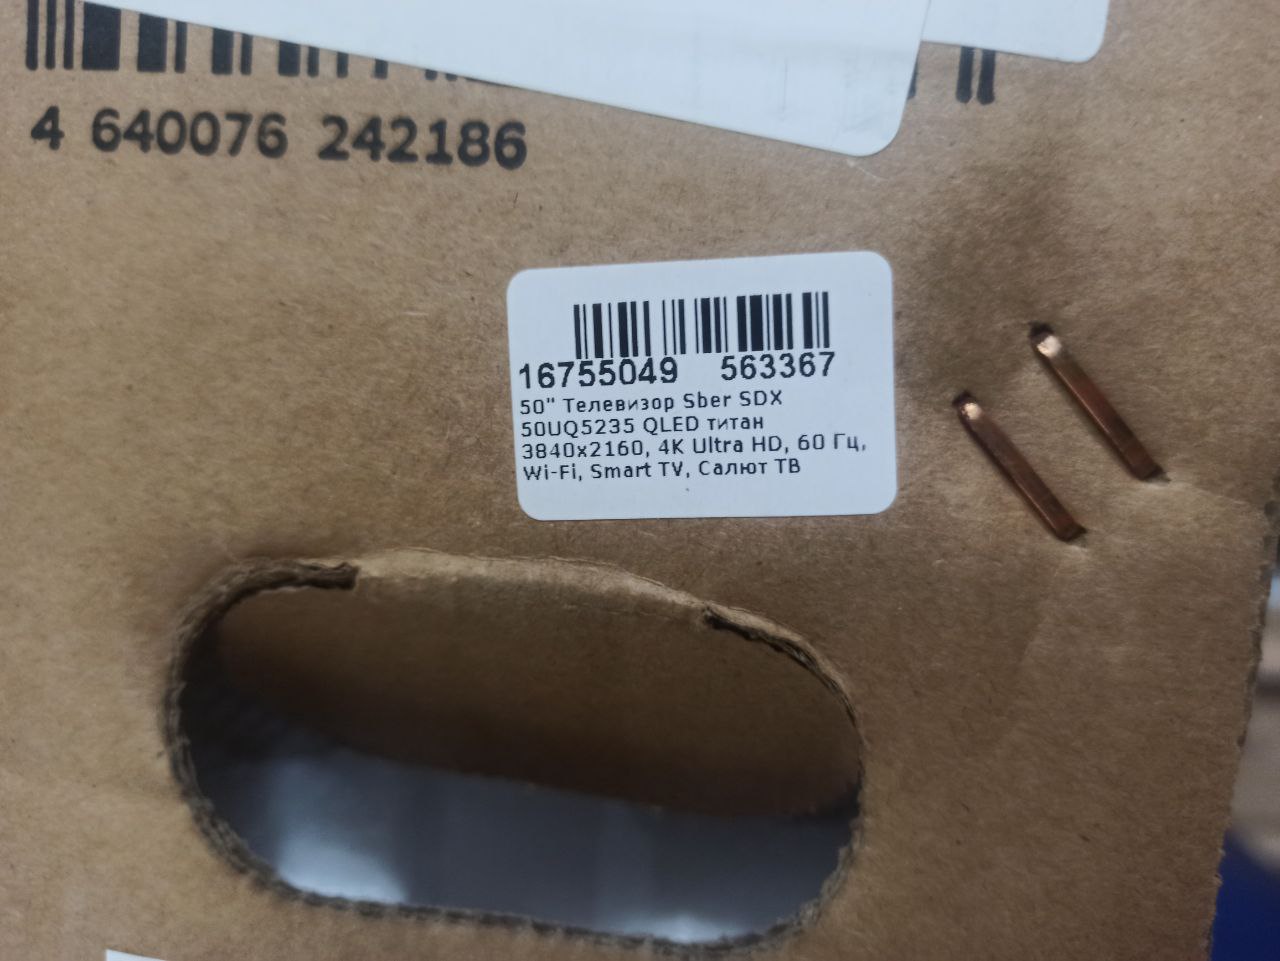 4 640076 242186
16755049 563367
50" Телевизор Sber SDX
50UQ5235 QLED титан
3840x2160, 4K Ultra HD, 60 Гц,
Wi-Fi, Smart TV, Салют ТВ